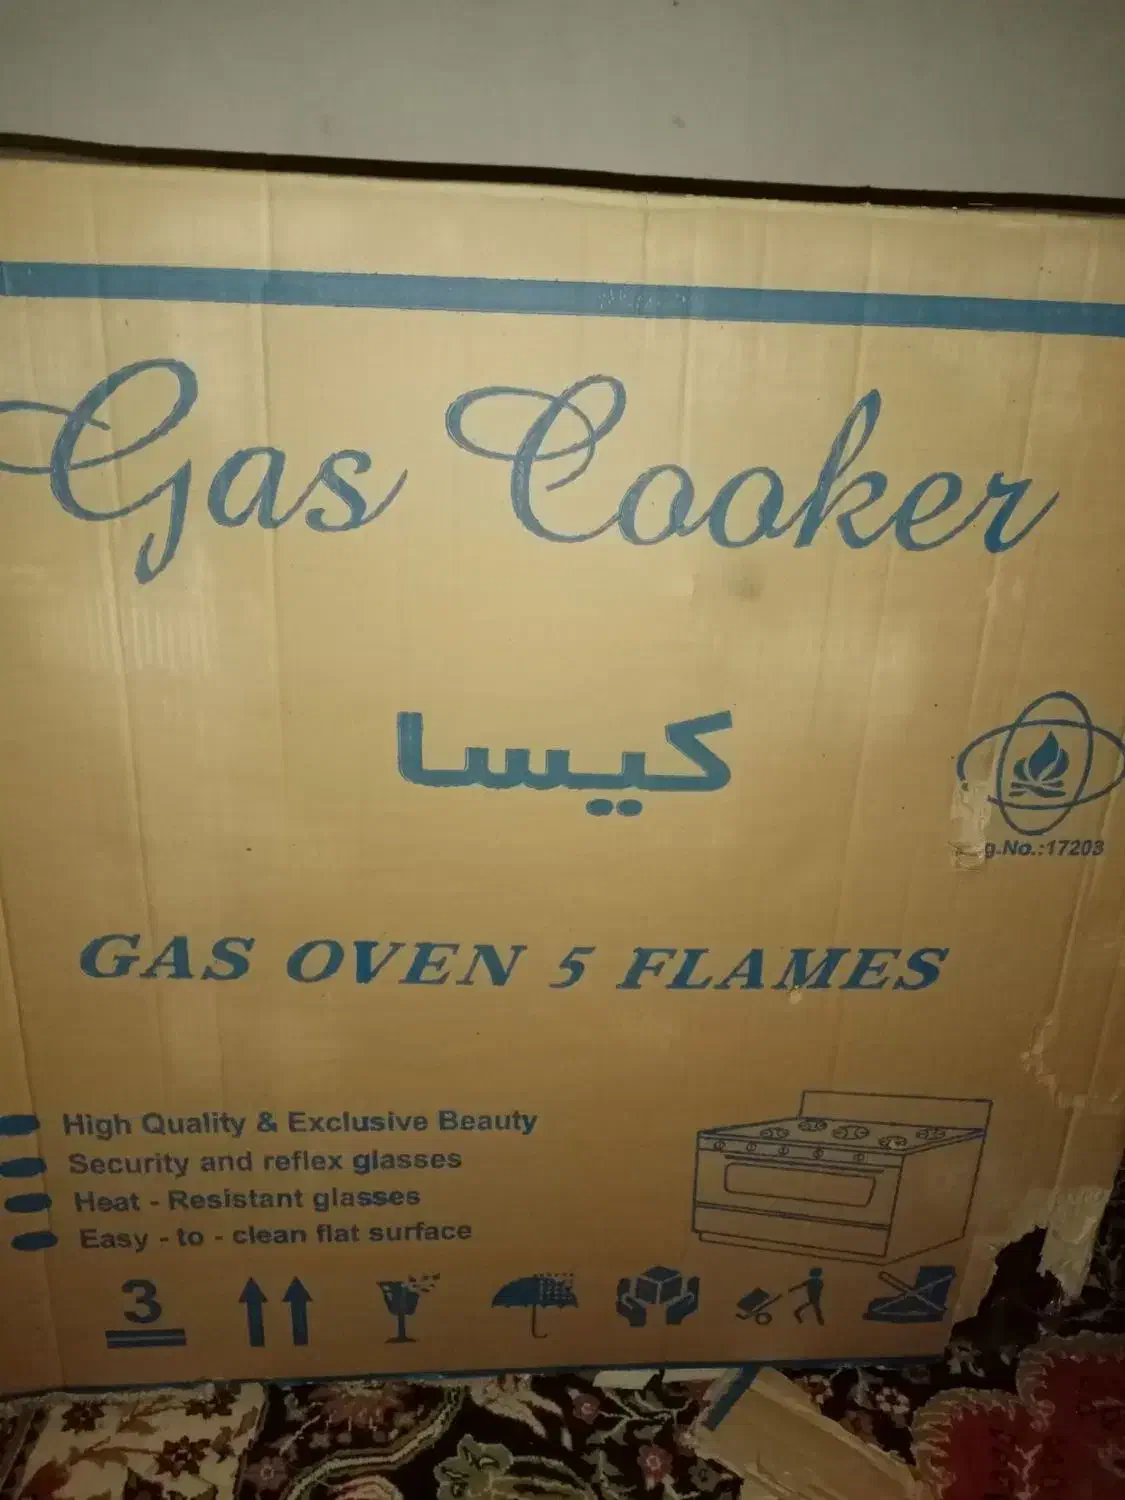 Gas Cooker
کیسا
g.No.:17203
GAS OVEN 5 FLAMES
High Quality & Exclusive Beauty
Security and reflex glasses
Heat - Resistant glasses
Easy - to - clean flat surface
3